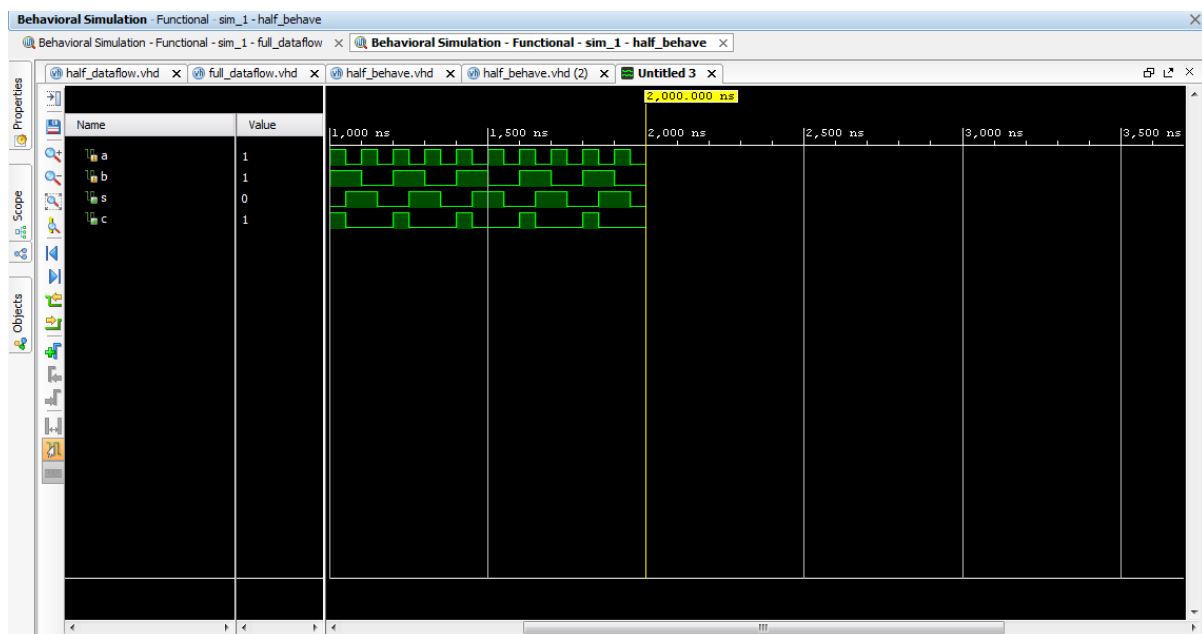 Behavioral Simulation - Functional - sim_1 - half_behave
Behavioral Simulation - Functional - sim_1 - full_dataflow
Behavioral Simulation - Functional - sim_1 - half_behave
half_dataflow.vhd
full_dataflow.vhd
half_behave.vhd
half_behave.vhd (2)
Untitled 3
Properties
Scope
Objects
2,000.000 ns
Name Value
1,000 ns 1,500 ns 2,000 ns 2,500 ns 3,000 ns 3,500 ns
a 1
b 1
s 0
c 1